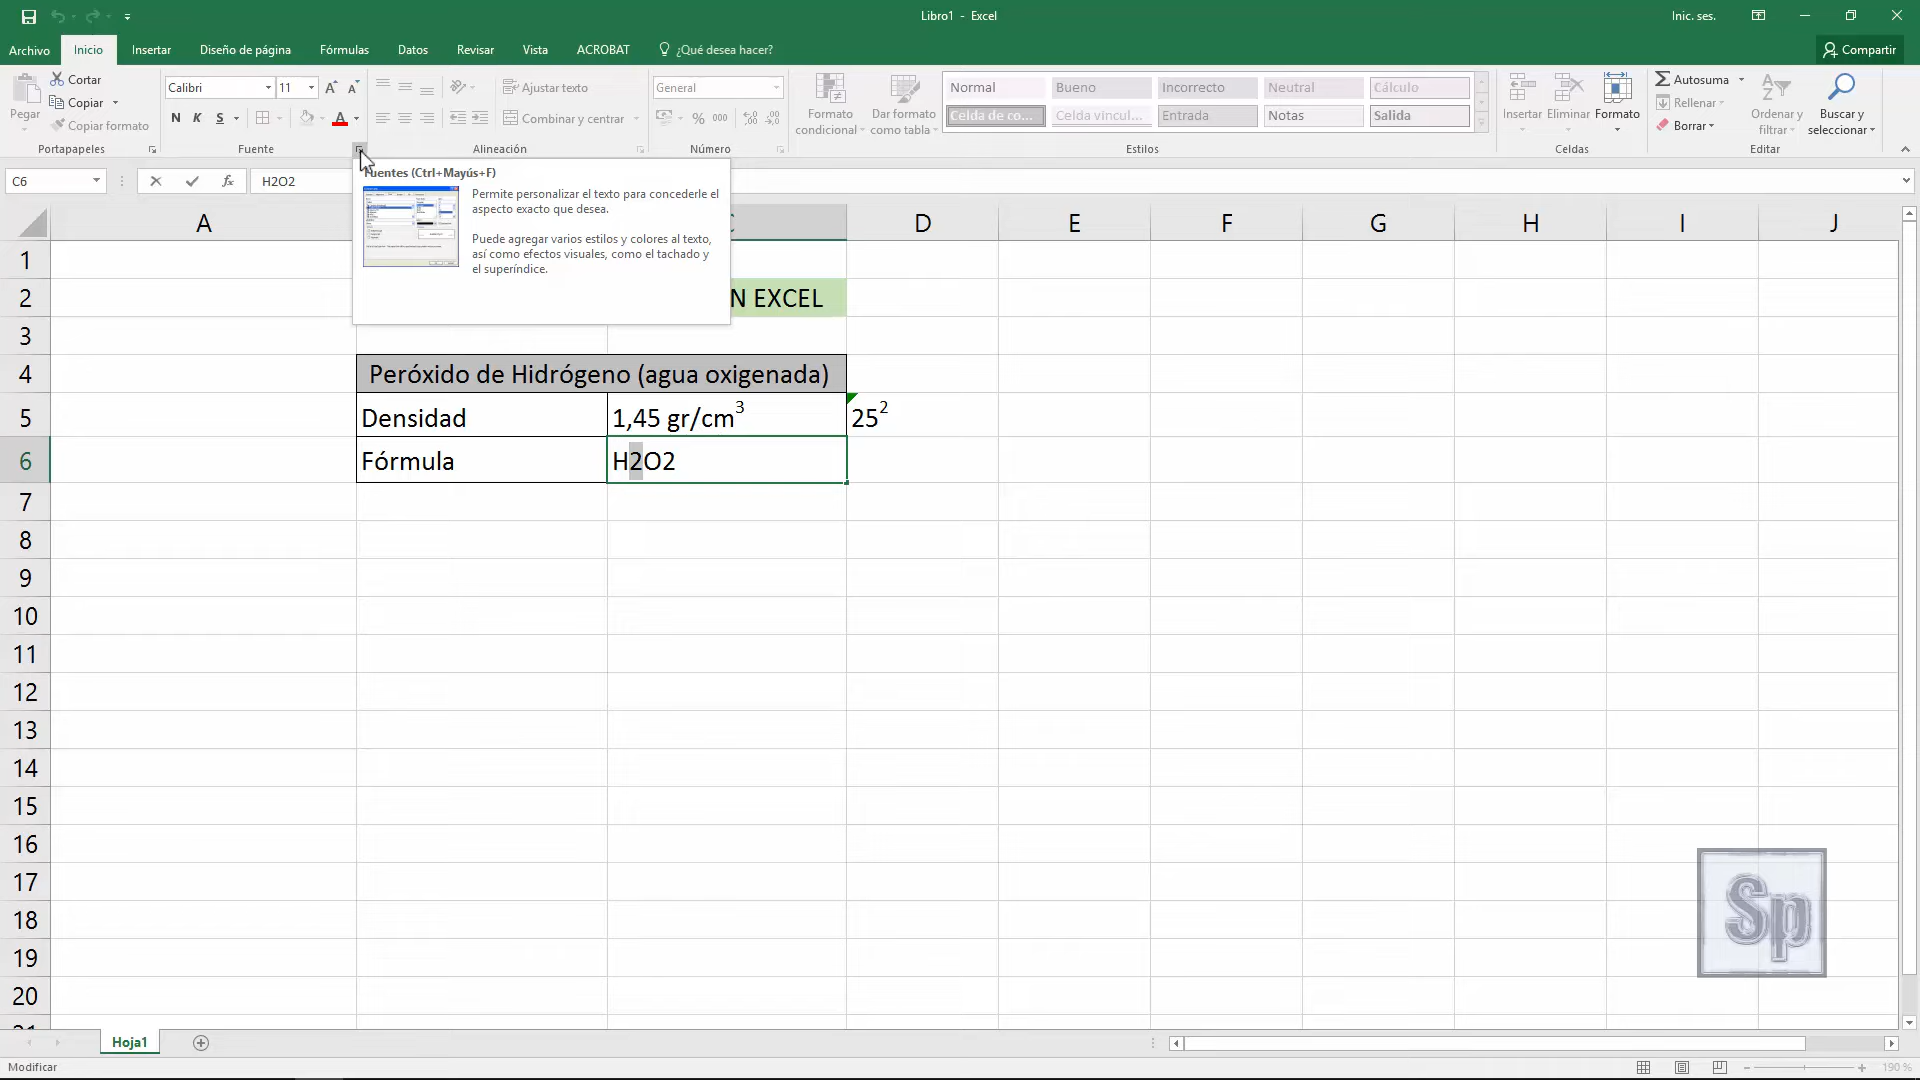 Libro1 - Excel
Inic. ses.
Archivo Inicio Insertar Diseño de página Fórmulas Datos Revisar Vista ACROBAT ¿Qué desea hacer? Compartir
Pegar
Cortar
Copiar
Copiar formato
Portapapeles
Calibri 11
N K S A
Fuente
Ajustar texto
Combinar y centrar
Alineación
General
% 000
Número
Formato condicional
Dar formato como tabla
Normal Bueno Incorrecto Neutral Cálculo
Celda de co... Celda vincul... Entrada Notas Salida
Estilos
Insertar Eliminar Formato
Celdas
Autosuma
Rellenar
Borrar
Ordenar y filtrar
Buscar y seleccionar
Editar
C6 fx H2O2
Fuentes (Ctrl+Mayús+F)
Permite personalizar el texto para concederle el
aspecto exacto que desea.
Puede agregar varios estilos y colores al texto,
así como efectos visuales, como el tachado y
el superíndice.
A D E F G H I J
1
2 N EXCEL
3
4 Peróxido de Hidrógeno (agua oxigenada)
5 Densidad 1,45 gr/cm³ 25²
6 Fórmula H2O2
7
8
9
10
11
12
13
14
15
16
17
18
19
20
Sp
Hoja1
Modificar
190 %